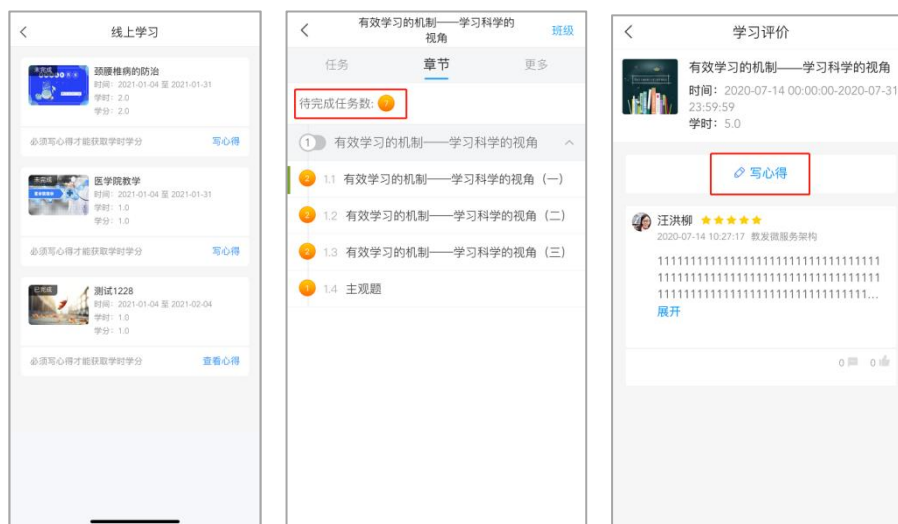 线上学习
未完成
颈腰椎病的防治
时间：2021-01-04 至 2021-01-31
学时：2.0
学分：2.0
必须写心得才能获取学时学分 写心得
未完成
医学院教学
时间：2021-01-04 至 2021-01-31
学时：1.0
学分：1.0
必须写心得才能获取学时学分 写心得
已完成
测试1228
时间：2021-01-04 至 2021-02-04
学时：1.0
学分：1.0
必须写心得才能获取学时学分 查看心得
有效学习的机制——学习科学的
视角
班级
任务 章节 更多
待完成任务数: 7
1 有效学习的机制——学习科学的视角
2 1.1 有效学习的机制——学习科学的视角（一）
2 1.2 有效学习的机制——学习科学的视角（二）
2 1.3 有效学习的机制——学习科学的视角（三）
1 1.4 主观题
学习评价
有效学习的机制——学习科学的视角
时间：2020-07-14 00:00:00-2020-07-31
23:59:59
学时：5.0
写心得
汪洪柳
2020-07-14 10:27:17 教发微服务架构
11111111111111111111111111111111
11111111111111111111111111111111
111111111111111111111111111111...
展开
0 0